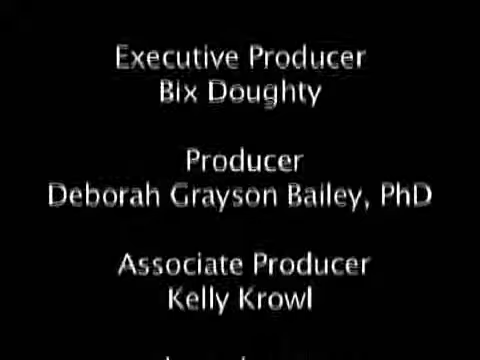 Executive Producer
Bix Doughty
Producer
Deborah Grayson Bailey, PhD
Associate Producer
Kelly Krowl